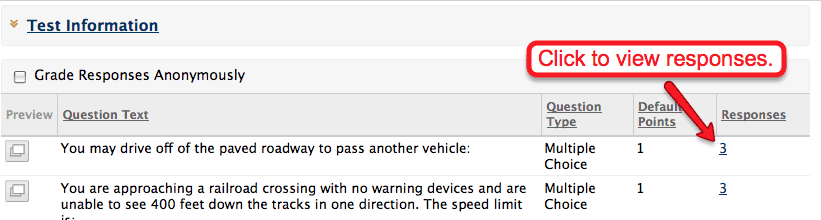 Test Information
Click to view responses.
Grade Responses Anonymously
Preview Question Text Question Type Default Points Responses
You may drive off of the paved roadway to pass another vehicle: Multiple Choice 1 3
You are approaching a railroad crossing with no warning devices and are Multiple Choice 1 3
unable to see 400 feet down the tracks in one direction. The speed limit
is: